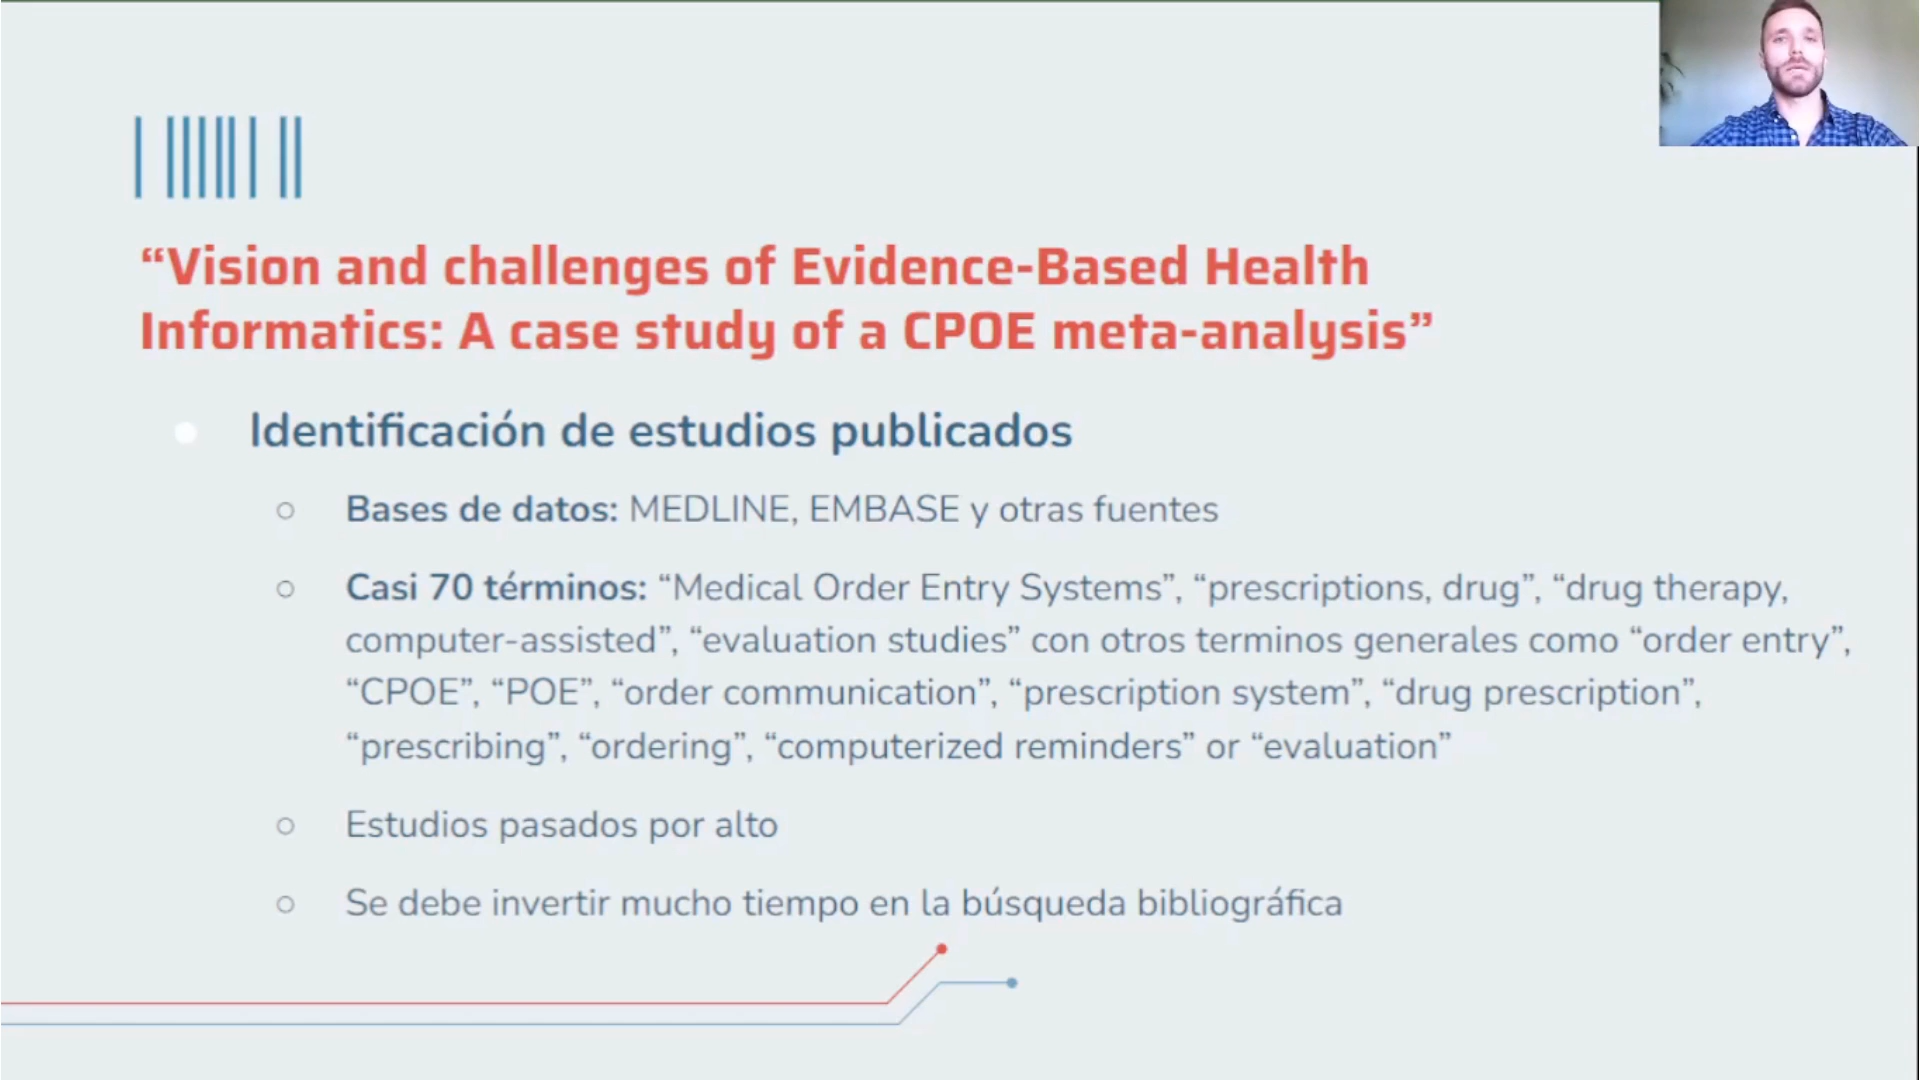 “Vision and challenges of Evidence-Based Health
Informatics: A case study of a CPOE meta-analysis”
Identificación de estudios publicados
Bases de datos: MEDLINE, EMBASE y otras fuentes
Casi 70 términos: “Medical Order Entry Systems”, “prescriptions, drug”, “drug therapy,
computer-assisted”, “evaluation studies” con otros terminos generales como “order entry”,
“CPOE”, “POE”, “order communication”, “prescription system”, “drug prescription”,
“prescribing”, “ordering”, “computerized reminders” or “evaluation”
Estudios pasados por alto
Se debe invertir mucho tiempo en la búsqueda bibliográfica